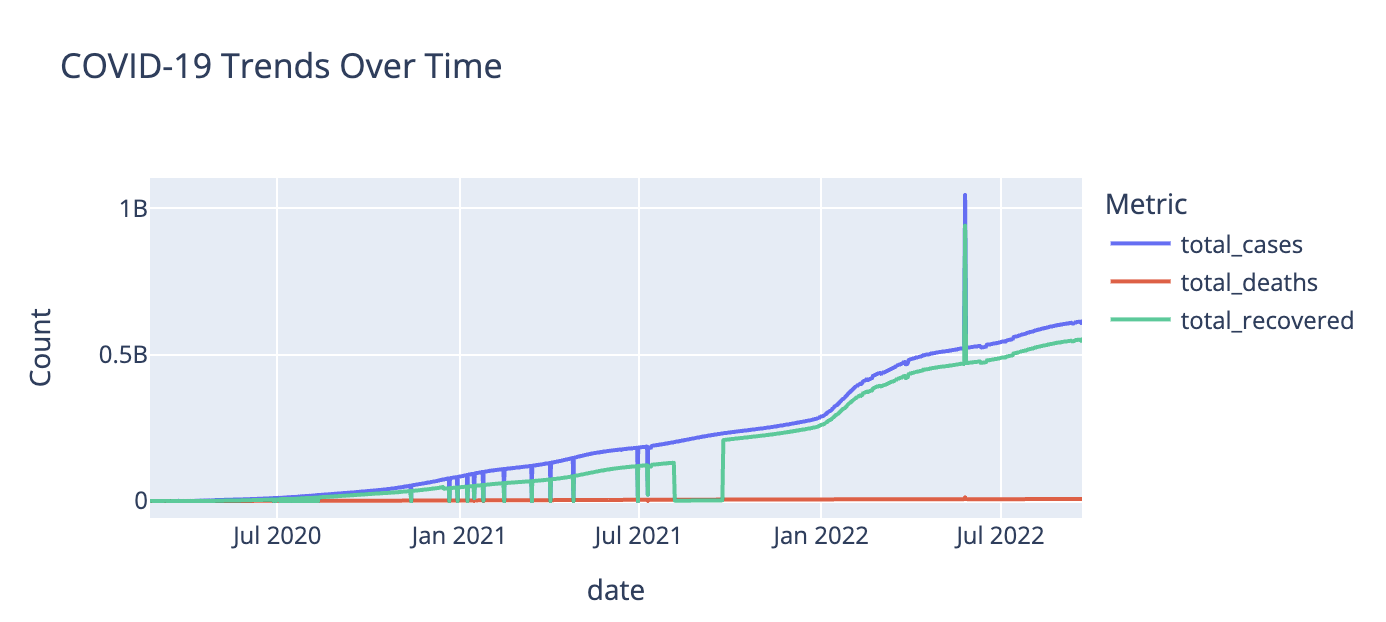 COVID-19 Trends Over Time
Count
1B
0.5B
0
Jul 2020
Jan 2021
Jul 2021
Jan 2022
Jul 2022
date
Metric
total_cases
total_deaths
total_recovered